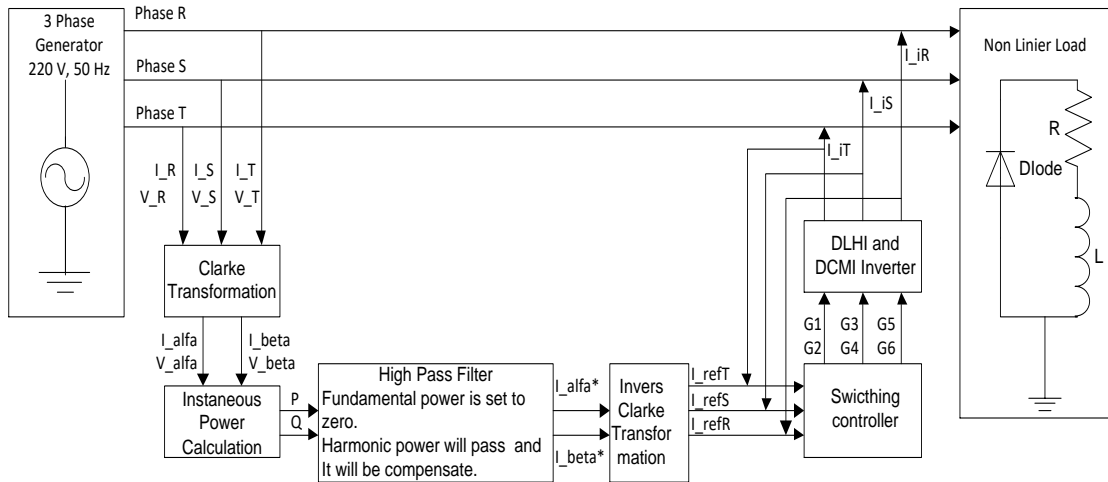 3 Phase
Generator
220 V, 50 Hz
Phase R
Phase S
Phase T
I_R
V_R
I_S
V_S
I_T
V_T
Clarke
Transformation
I_alfa
V_alfa
I_beta
V_beta
Instaneous
Power
Calculation
P
Q
High Pass Filter
Fundamental power is set to
zero.
Harmonic power will pass and
It will be compensate.
I_alfa*
I_beta*
Invers
Clarke
Transfor
mation
I_refT
I_refS
I_refR
Swicthing
controller
G1
G2
G3
G4
G5
G6
DLHI and
DCMI Inverter
I_iT
I_iS
I_iR
Non Linier Load
R
DIode
L